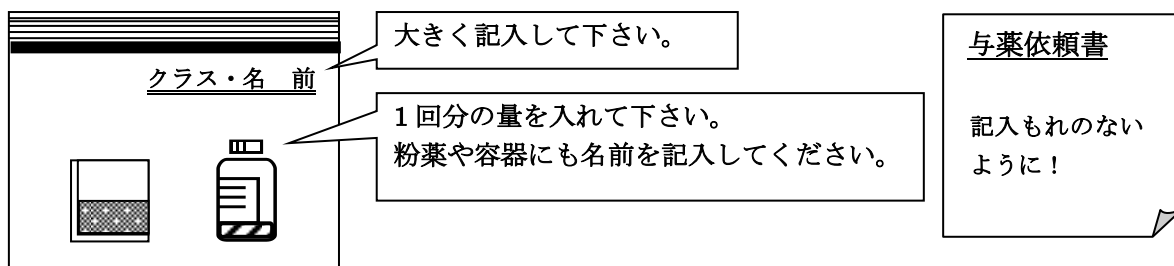 大きく記入して下さい。
クラス・名　前
1 回分の量を入れて下さい。
粉薬や容器にも名前を記入してください。
与薬依頼書
記入もれのない
ように！